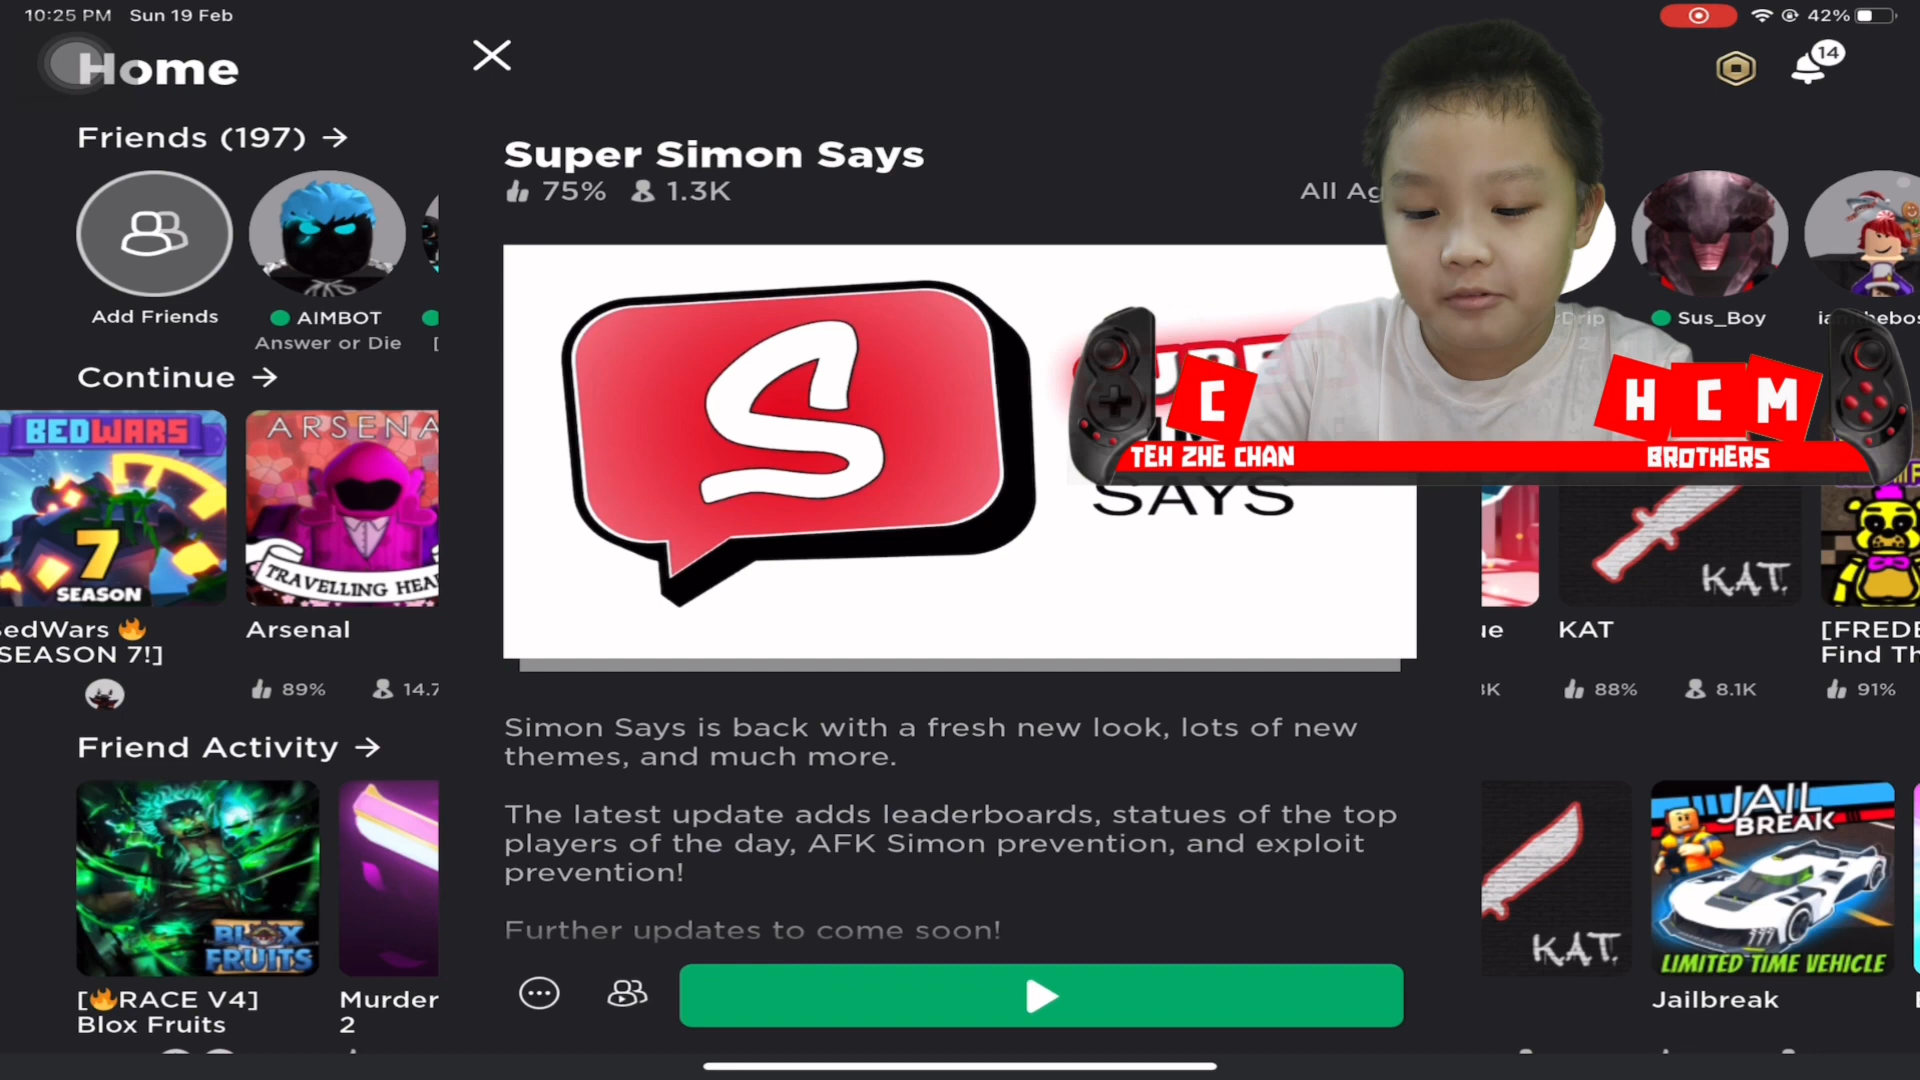 10:25 PM Sun 19 Feb
42%
Home
14
Friends (197) →
Add Friends
AIMBOT
Answer or Die
Sus_Boy
Continue →
BEDWARS
7
SEASON
ARSENA
TRAVELLING HEA
SEASON 7!]
Arsenal
89%
14.7
Friend Activity →
BLOX
FRUITS
[🔥RACE V4]
Blox Fruits
Murder
2
Super Simon Says
75% 1.3K
All Ag
S
SAYS
C
H C M
TEH ZHE CHAN
BROTHERS
Simon Says is back with a fresh new look, lots of new
themes, and much more.
The latest update adds leaderboards, statues of the top
players of the day, AFK Simon prevention, and exploit
prevention!
Further updates to come soon!
KAT.
KAT
88% 8.1K
[FREDE
Find Th
91%
KAT.
JAIL
BREAK
LIMITED TIME VEHICLE
Jailbreak